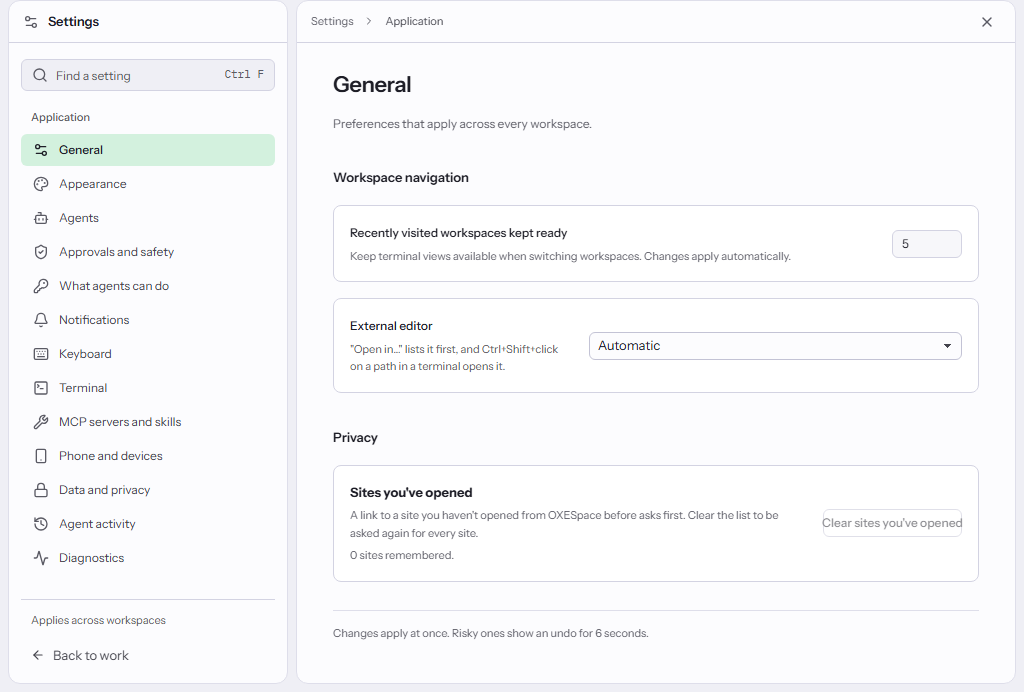 Settings
Find a setting
Ctrl F
Application
General
Appearance
Agents
Approvals and safety
What agents can do
Notifications
Keyboard
Terminal
MCP servers and skills
Phone and devices
Data and privacy
Agent activity
Diagnostics
Applies across workspaces
Back to work
Settings > Application
General
Preferences that apply across every workspace.
Workspace navigation
Recently visited workspaces kept ready
Keep terminal views available when switching workspaces. Changes apply automatically.
5
External editor
"Open in…" lists it first, and Ctrl+Shift+click
on a path in a terminal opens it.
Automatic
Privacy
Sites you've opened
A link to a site you haven't opened from OXESpace before asks first. Clear the list to be
asked again for every site.
0 sites remembered.
Clear sites you've opened
Changes apply at once. Risky ones show an undo for 6 seconds.